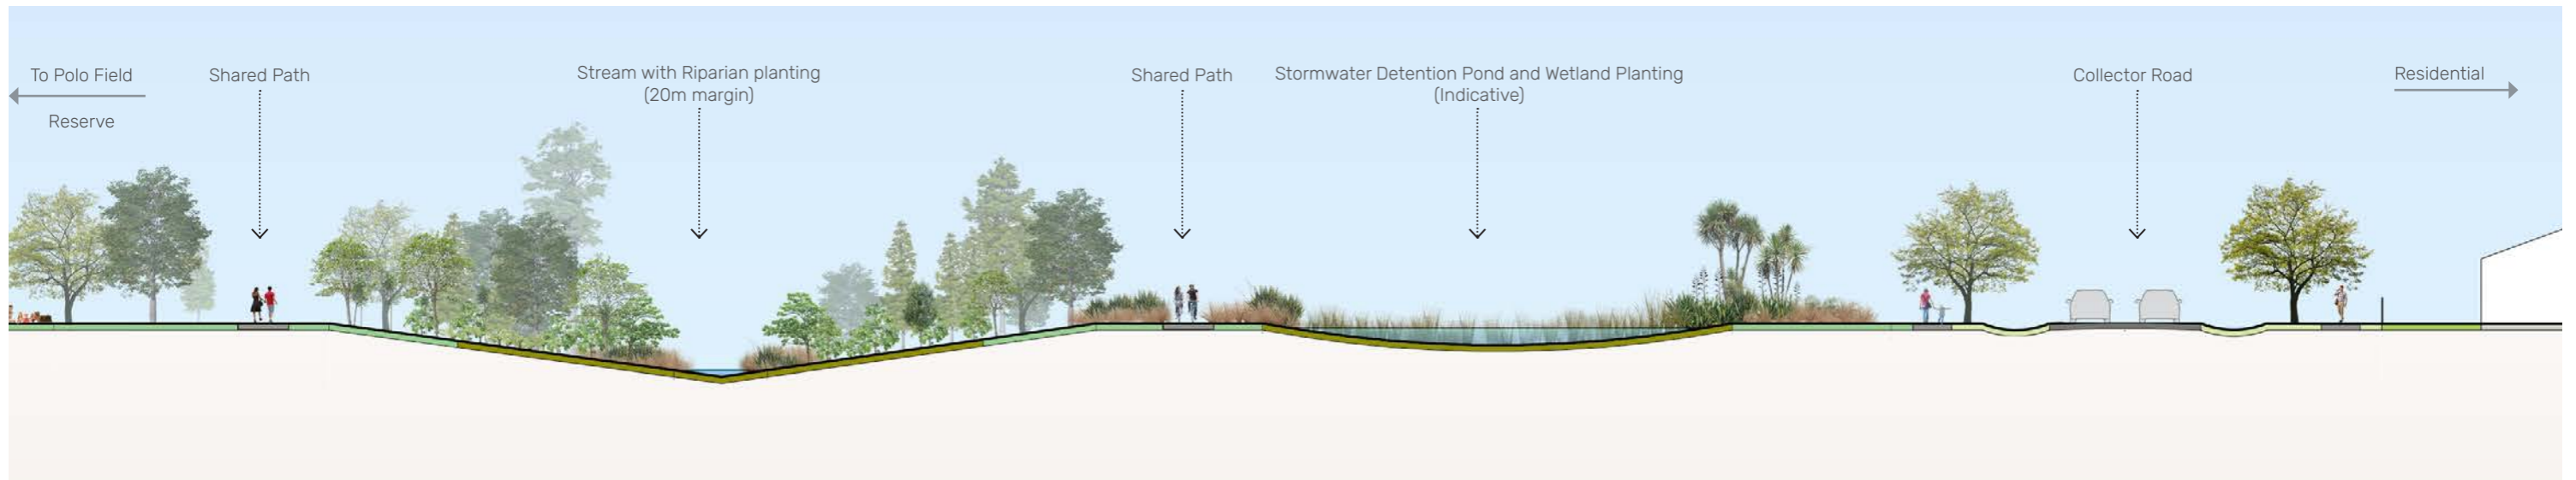 To Polo Field
Reserve
Shared Path
Stream with Riparian planting
(20m margin)
Shared Path
Stormwater Detention Pond and Wetland Planting
(Indicative)
Collector Road
Residential